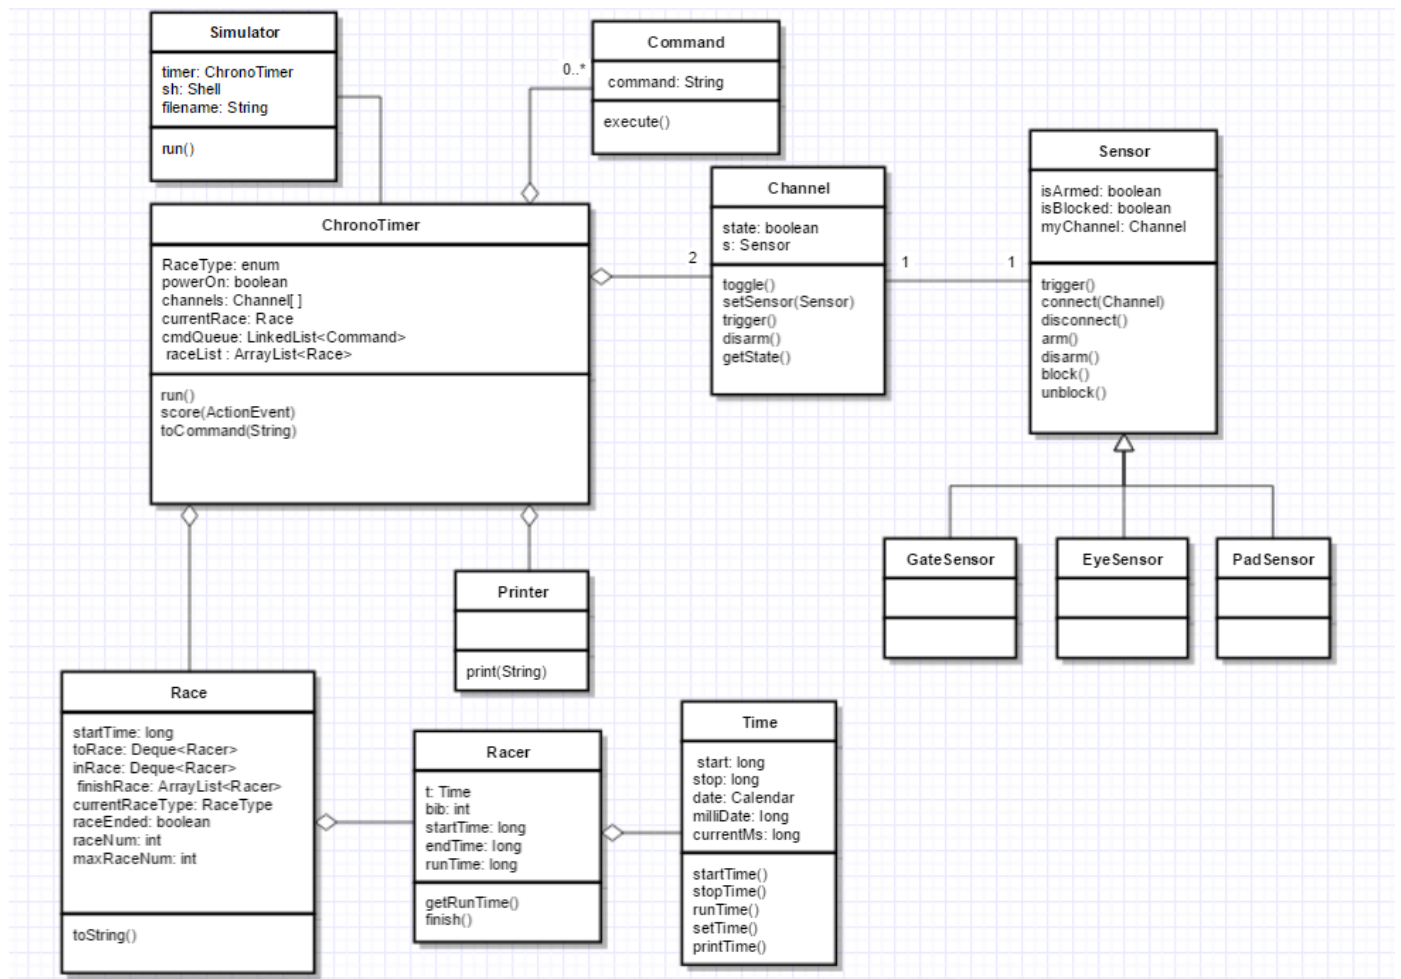 Simulator
timer: ChronoTimer
sh: Shell
filename: String
run()
Command
0..*
command: String
execute()
Channel
state: boolean
s: Sensor
toggle()
setSensor(Sensor)
trigger()
disarm()
getState()
2
1
1
Sensor
isArmed: boolean
isBlocked: boolean
myChannel: Channel
trigger()
connect(Channel)
disconnect()
arm()
disarm()
block()
unblock()
ChronoTimer
RaceType: enum
powerOn: boolean
channels: Channel[ ]
currentRace: Race
cmdQueue: LinkedList<Command>
raceList : ArrayList<Race>
run()
score(ActionEvent)
toCommand(String)
GateSensor
EyeSensor
PadSensor
Printer
print(String)
Race
startTime: long
toRace: Deque<Racer>
inRace: Deque<Racer>
finishRace: ArrayList<Racer>
currentRaceType: RaceType
raceEnded: boolean
raceNum: int
maxRaceNum: int
toString()
Racer
t: Time
bib: int
startTime: long
endTime: long
runTime: long
getRunTime()
finish()
Time
start: long
stop: long
date: Calendar
milliDate: long
currentMs: long
startTime()
stopTime()
runTime()
setTime()
printTime()